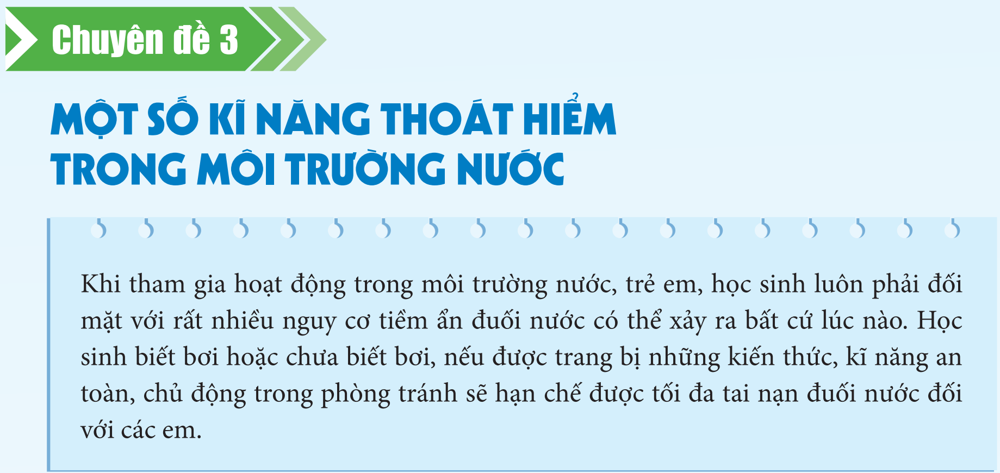 Chuyên đề 3
MỘT SỐ KĨ NĂNG THOÁT HIỂM
TRONG MÔI TRƯỜNG NƯỚC
Khi tham gia hoạt động trong môi trường nước, trẻ em, học sinh luôn phải đối
mặt với rất nhiều nguy cơ tiềm ẩn đuối nước có thể xảy ra bất cứ lúc nào. Học
sinh biết bơi hoặc chưa biết bơi, nếu được trang bị những kiến thức, kĩ năng an
toàn, chủ động trong phòng tránh sẽ hạn chế được tối đa tai nạn đuối nước đối
với các em.